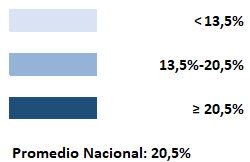 < 13,5%
13,5%-20,5%
≥ 20,5%
Promedio Nacional: 20,5%